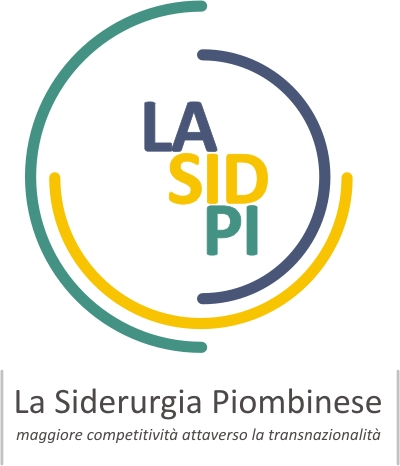 LA
SID
PI
La Siderurgia Piombinese
maggiore competitività attaverso la transnazionalità